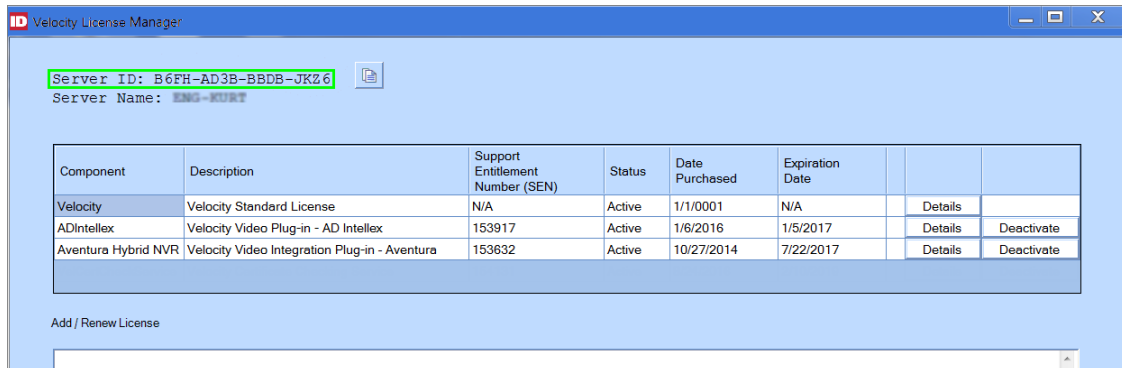 ID Velocity License Manager
Server ID: B6FH-AD3B-BBDB-JKZ6
Server Name: ENG-KURT
Component Description Support Entitlement Number (SEN) Status Date Purchased Expiration Date
Velocity Velocity Standard License N/A Active 1/1/0001 N/A Details
ADIntellex Velocity Video Plug-in - AD Intellex 153917 Active 1/6/2016 1/5/2017 Details Deactivate
Aventura Hybrid NVR Velocity Video Integration Plug-in - Aventura 153632 Active 10/27/2014 7/22/2017 Details Deactivate
Add / Renew License